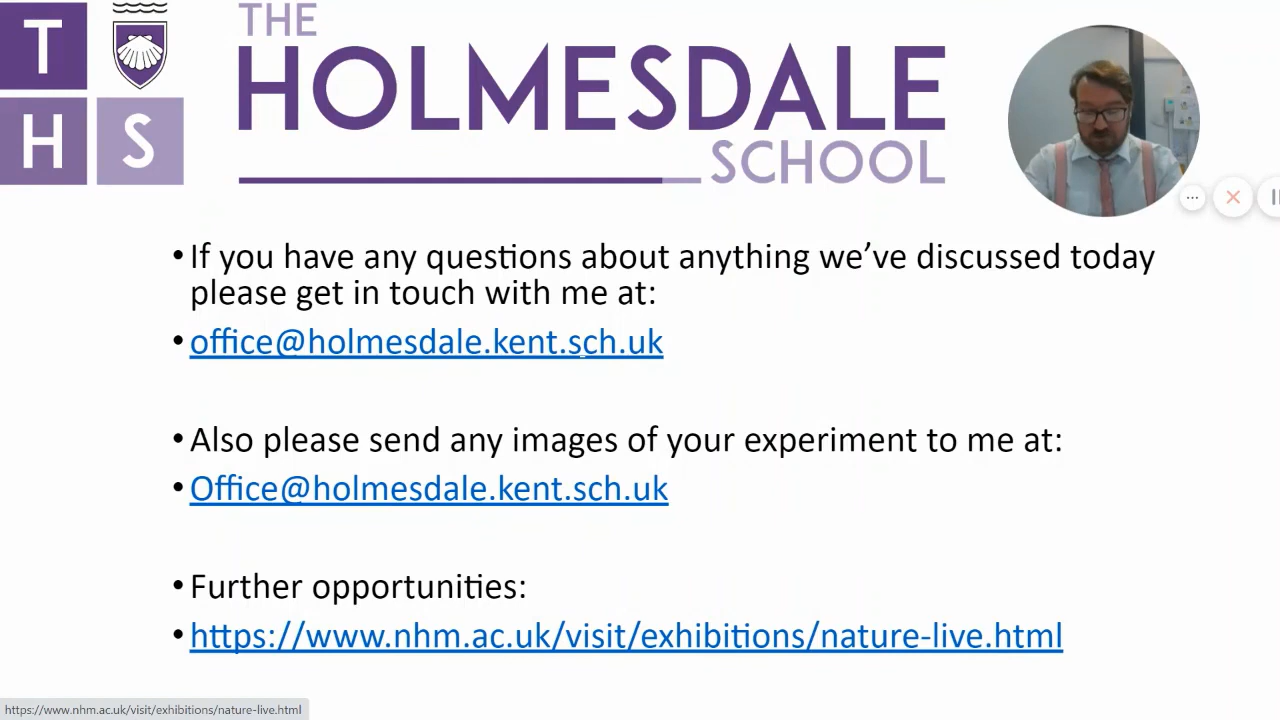 T
H S
THE
HOLMESDALE
SCHOOL
•If you have any questions about anything we’ve discussed today
please get in touch with me at:
•office@holmesdale.kent.sch.uk
•Also please send any images of your experiment to me at:
•Office@holmesdale.kent.sch.uk
•Further opportunities:
•https://www.nhm.ac.uk/visit/exhibitions/nature-live.html
https://www.nhm.ac.uk/visit/exhibitions/nature-live.html